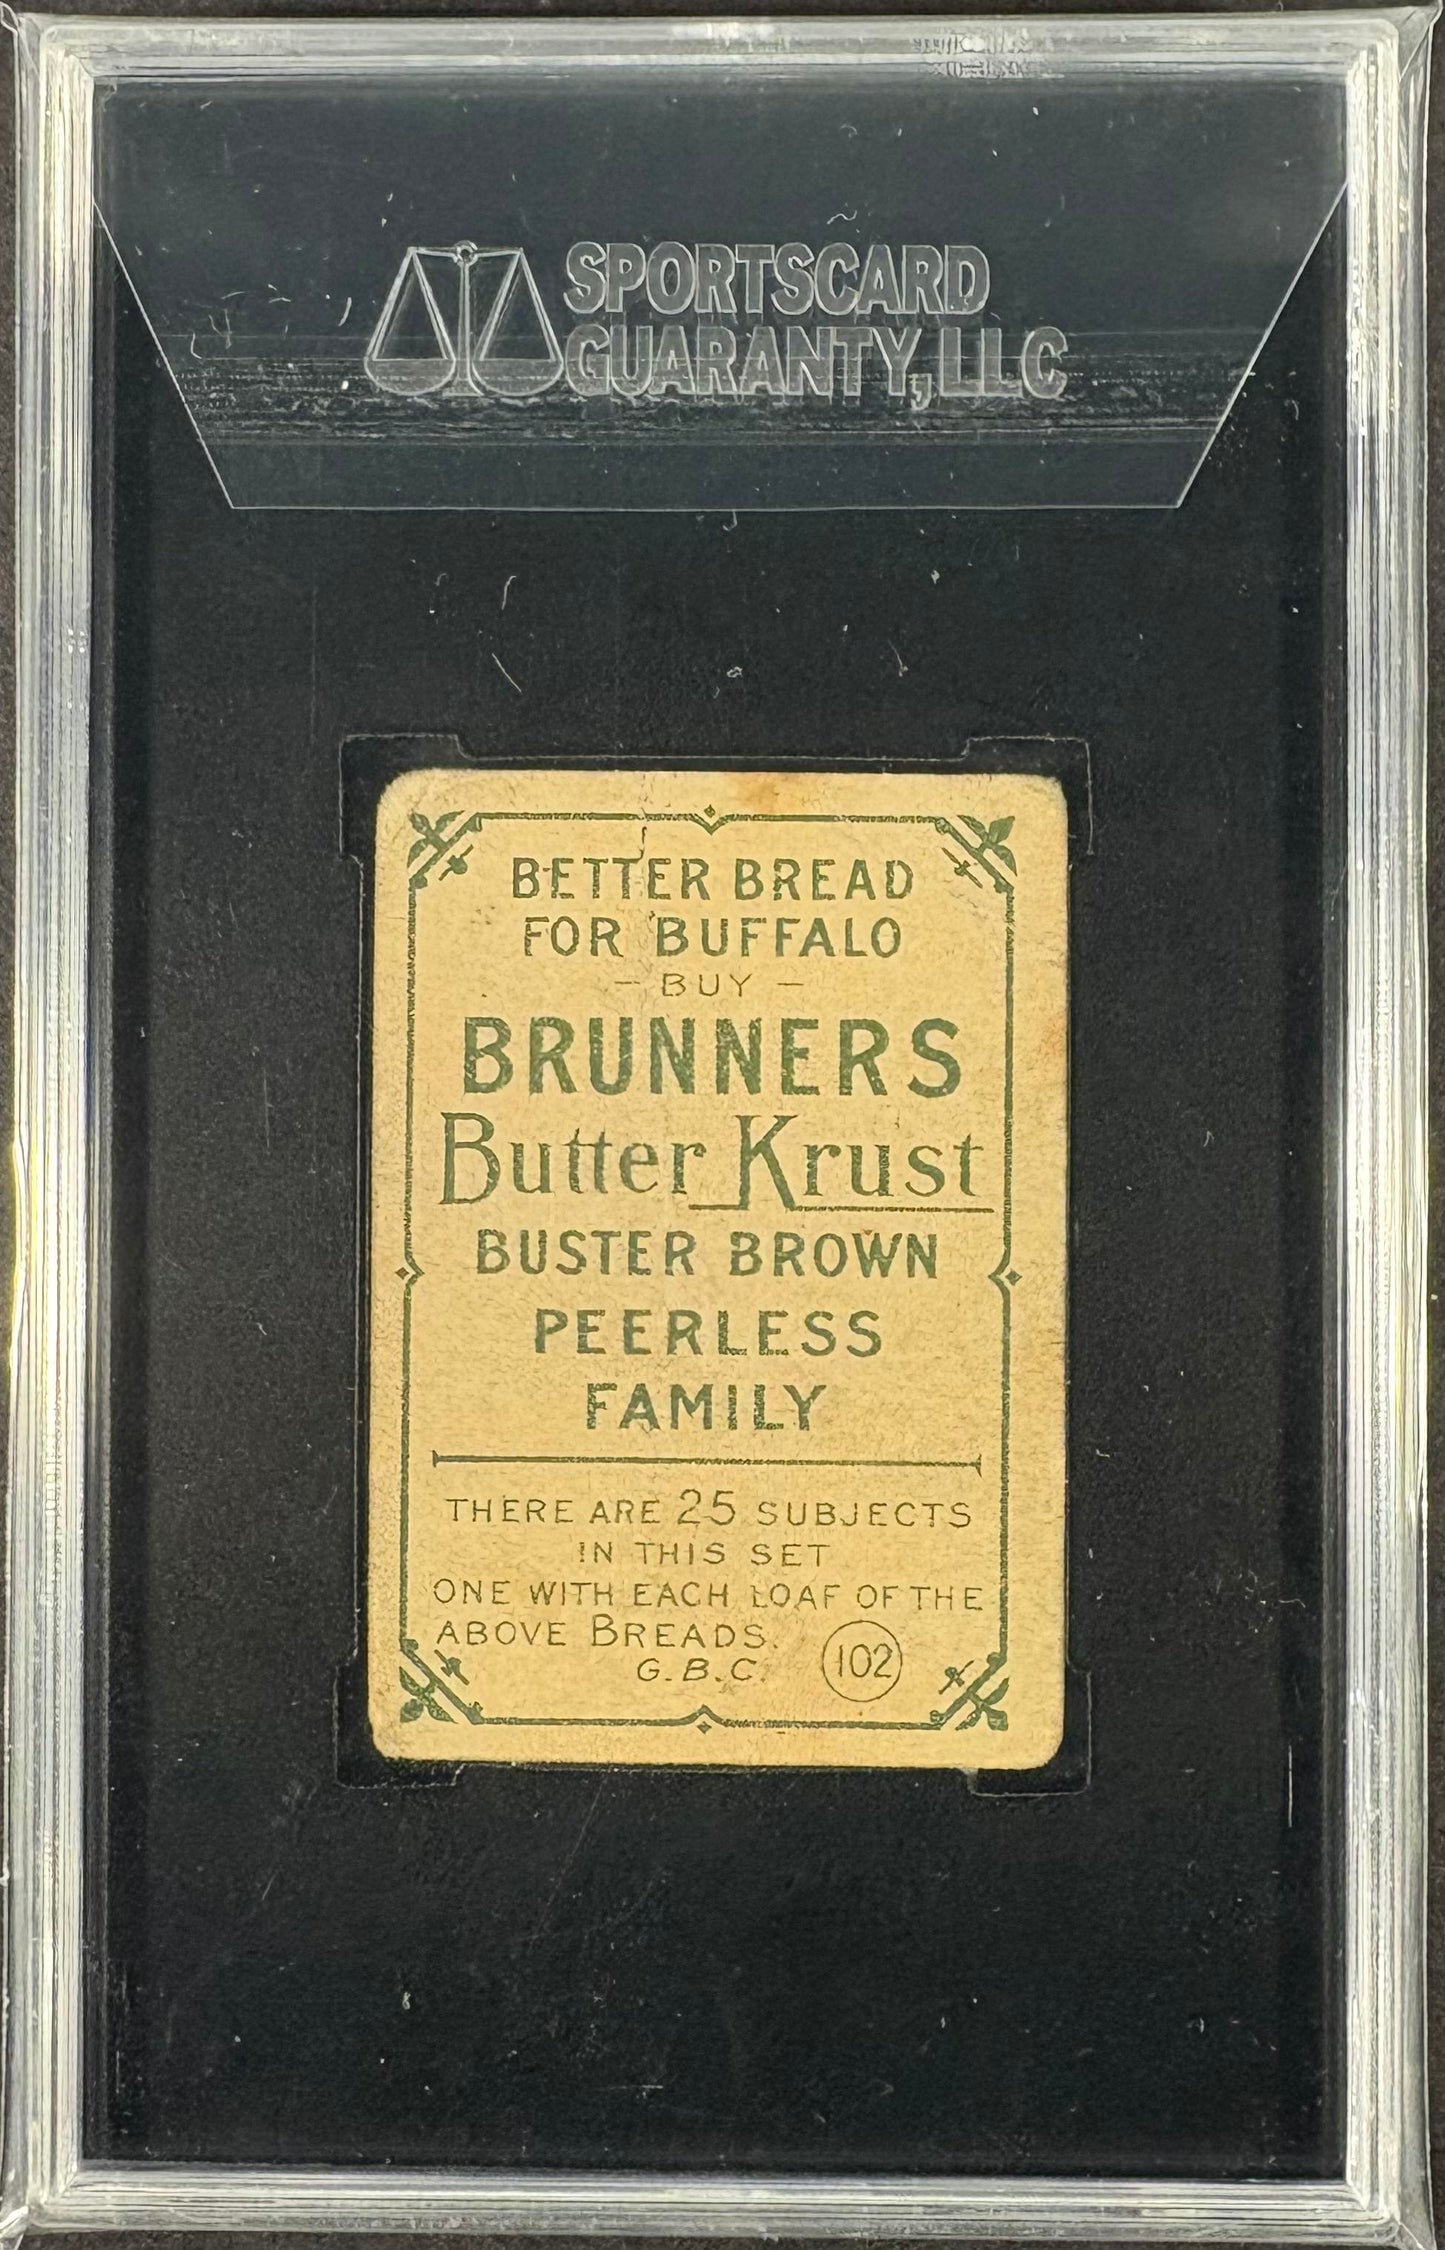 SPORTSCARD
GUARANTY, LLC
BETTER BREAD
FOR BUFFALO
- BUY -
BRUNNERS
Butter Krust
BUSTER BROWN
PEERLESS
FAMILY
THERE ARE 25 SUBJECTS
IN THIS SET
ONE WITH EACH LOAF OF THE
ABOVE BREADS.
G.B.C. 102